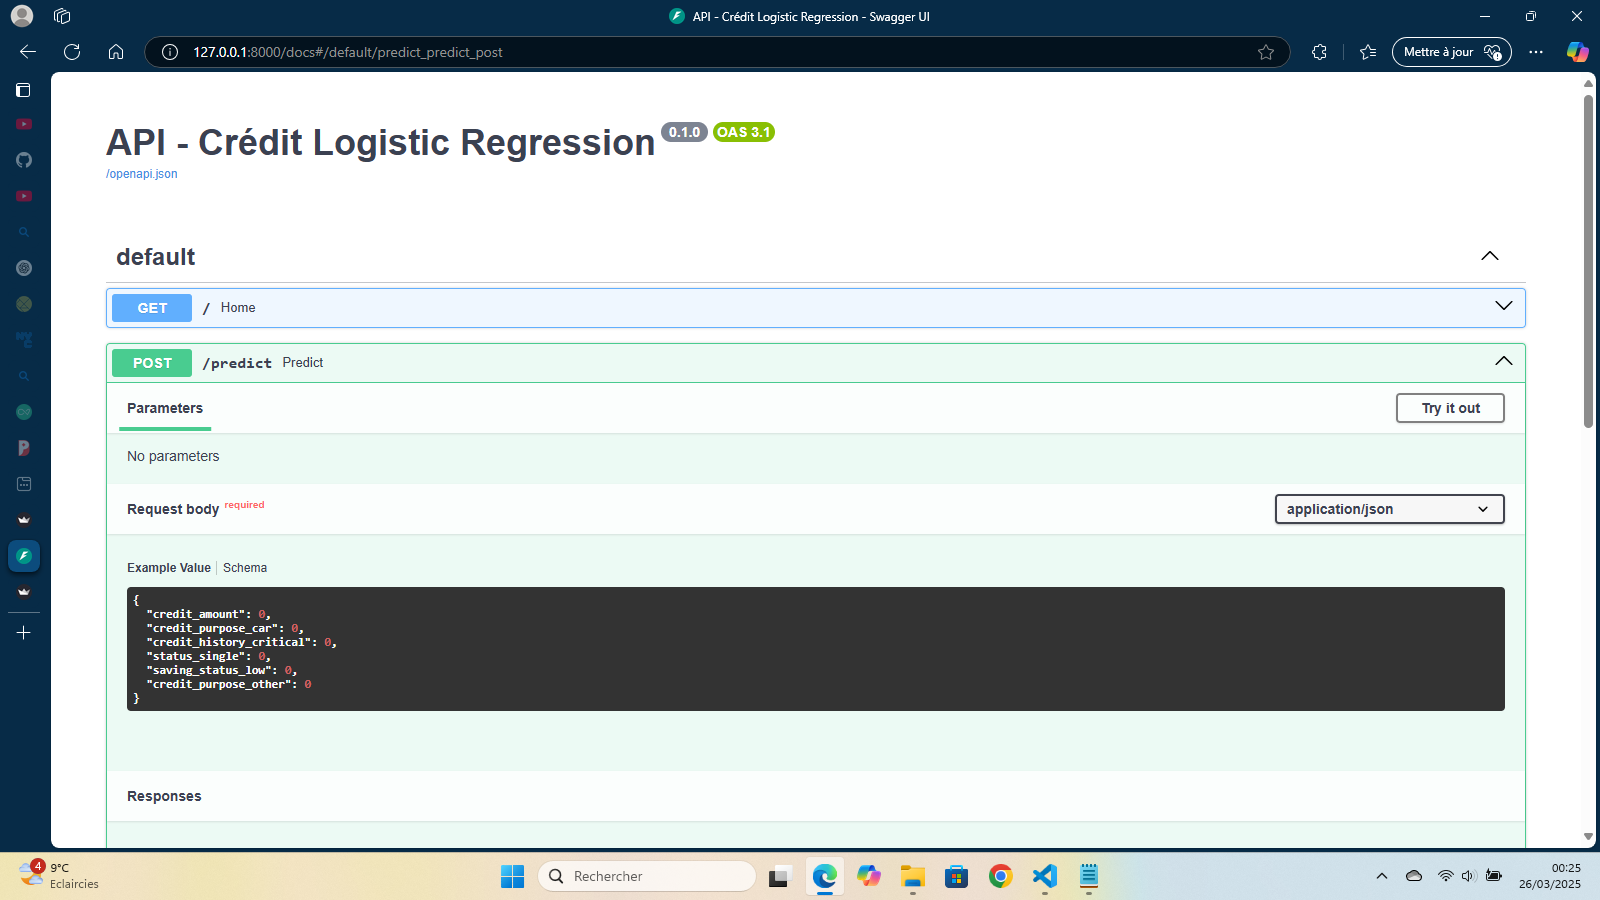 API - Crédit Logistic Regression - Swagger UI
127.0.0.1:8000/docs#/default/predict_predict_post
Mettre à jour
API - Crédit Logistic Regression 0.1.0 OAS 3.1
/openapi.json
default
GET / Home
POST /predict Predict
Parameters
Try it out
No parameters
Request body required
application/json
Example Value Schema
{
"credit_amount": 0,
"credit_purpose_car": 0,
"credit_history_critical": 0,
"status_single": 0,
"saving_status_low": 0,
"credit_purpose_other": 0
}
Responses
4
9°C
Eclaircies
Rechercher
00:25
26/03/2025